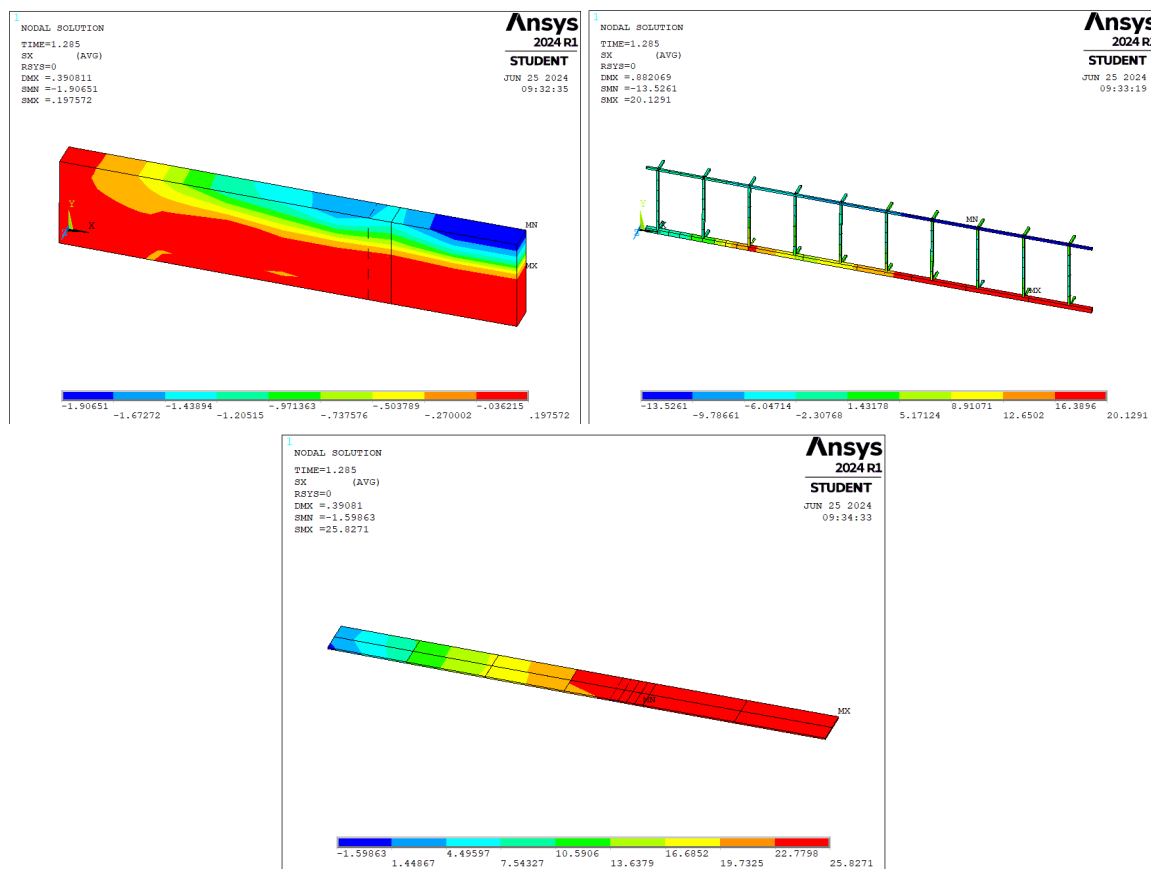 1
NODAL SOLUTION
TIME=1.285
SX (AVG)
RSYS=0
DMX =.390811
SMN =-1.90651
SMX =.197572
Ansys
2024 R1
STUDENT
JUN 25 2024
09:32:35
Y
X
Z
MN
MX
-1.90651 -1.43894 -.971363 -.503789 -.036215
-1.67272 -1.20515 -.737576 -.270002 .197572
1
NODAL SOLUTION
TIME=1.285
SX (AVG)
RSYS=0
DMX =.882069
SMN =-13.5261
SMX =20.1291
Ansys
2024 R1
STUDENT
JUN 25 2024
09:33:19
Y
X
Z
MN
MX
-13.5261 -6.04714 1.43178 8.91071 16.3896
-9.78661 -2.30768 5.17124 12.6502 20.1291
1
NODAL SOLUTION
TIME=1.285
SX (AVG)
RSYS=0
DMX =.39081
SMN =-1.59863
SMX =25.8271
Ansys
2024 R1
STUDENT
JUN 25 2024
09:34:33
MN
MX
-1.59863 4.49597 10.5906 16.6852 22.7798
1.44867 7.54327 13.6379 19.7325 25.8271